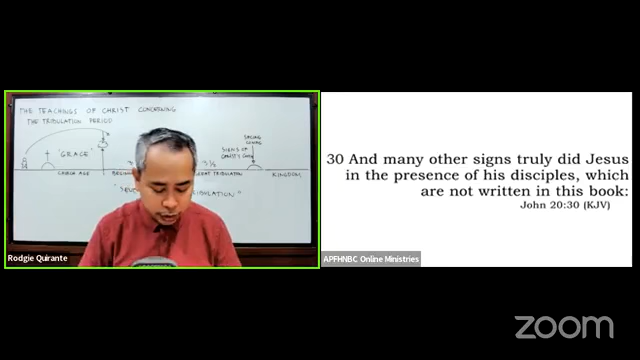 THE TEACHINGS OF CHRIST CONCERNING
THE TRIBULATION PERIOD
"GRACE"
SIGNS OF
CHURCH AGE
TRIBULATION
KINGDOM
TRIBULATION"
Rodgie Quirante
30 And many other signs truly did Jesus
in the presence of his disciples, which
are not written in this book:
John 20:30 (KJV)
APFHNBC Online Ministries
zoom